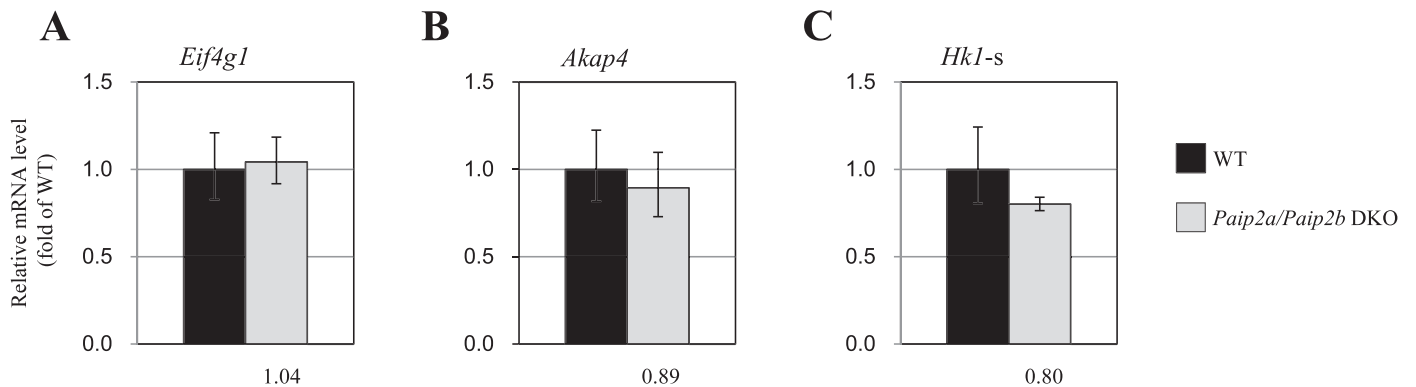 A
B
C
Eif4g1
Akap4
Hk1-s
Relative mRNA level
(fold of WT)
1.5
1.0
0.5
0.0
1.04
1.5
1.0
0.5
0.0
0.89
1.5
1.0
0.5
0.0
0.80
WT
Paip2a/Paip2b DKO